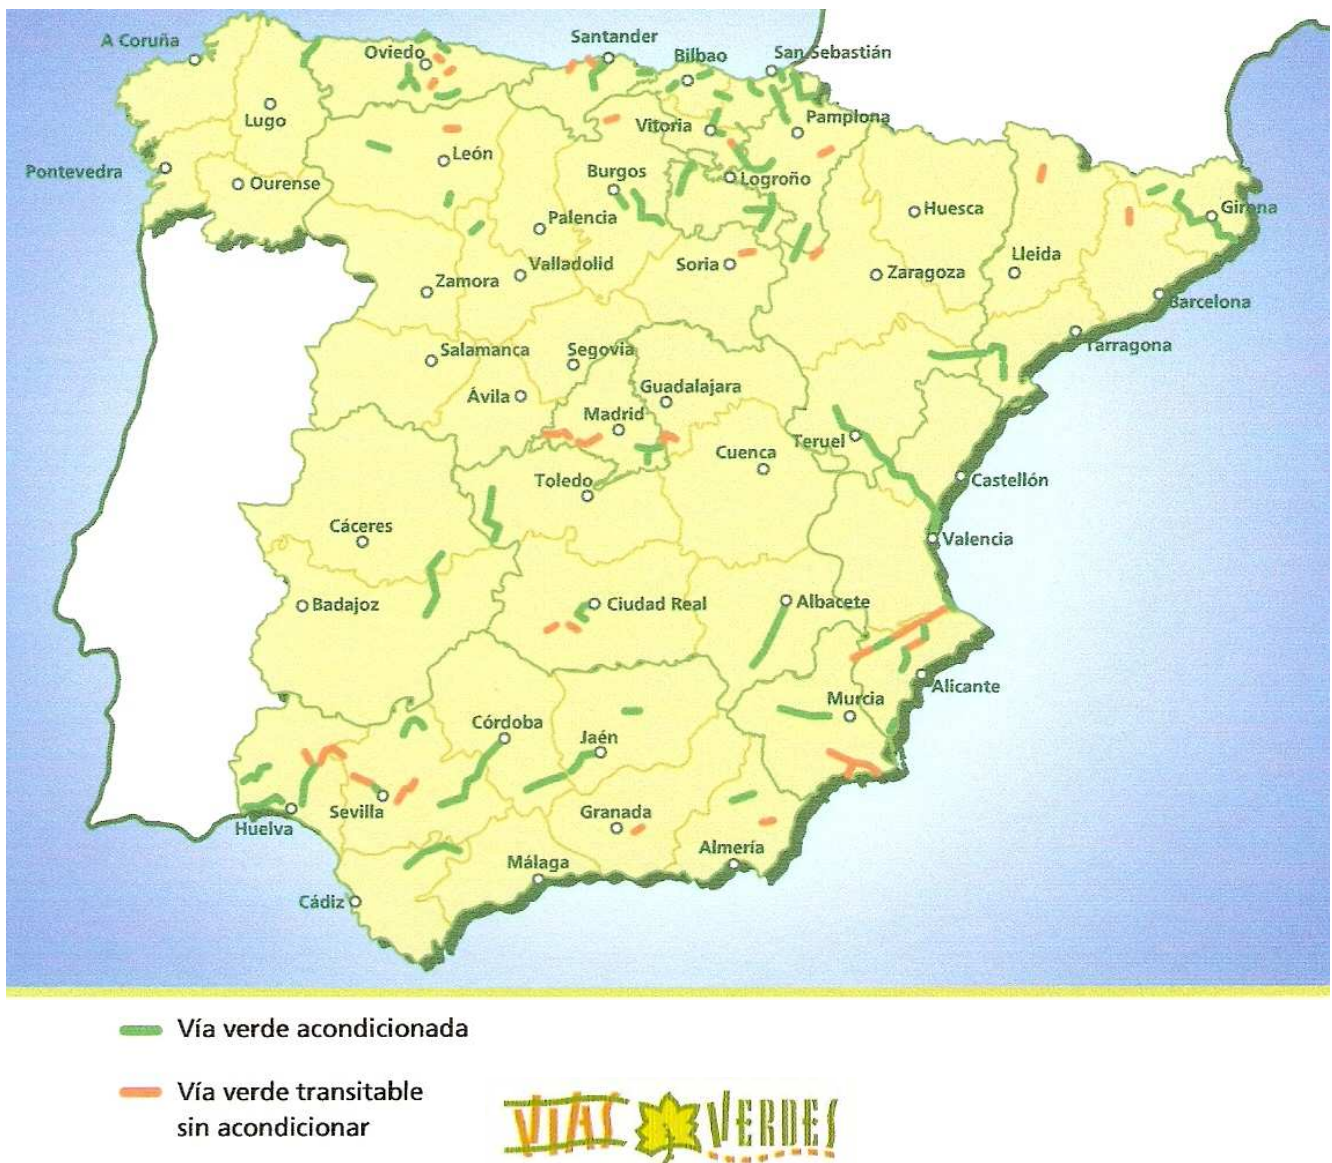 A Coruña
Oviedo
Santander
Bilbao
San Sebastián
Lugo
León
Vitoria
Pamplona
Pontevedra
Ourense
Burgos
Logroño
Palencia
Huesca
Girona
Zamora
Valladolid
Soria
Zaragoza
Lleida
Barcelona
Salamanca
Segovia
Tarragona
Ávila
Guadalajara
Madrid
Teruel
Cuenca
Toledo
Castellón
Cáceres
Valencia
Badajoz
Ciudad Real
Albacete
Alicante
Murcia
Córdoba
Jaén
Sevilla
Huelva
Granada
Almería
Málaga
Cádiz
Vía verde acondicionada
Vía verde transitable
sin acondicionar
VIAS VERDES